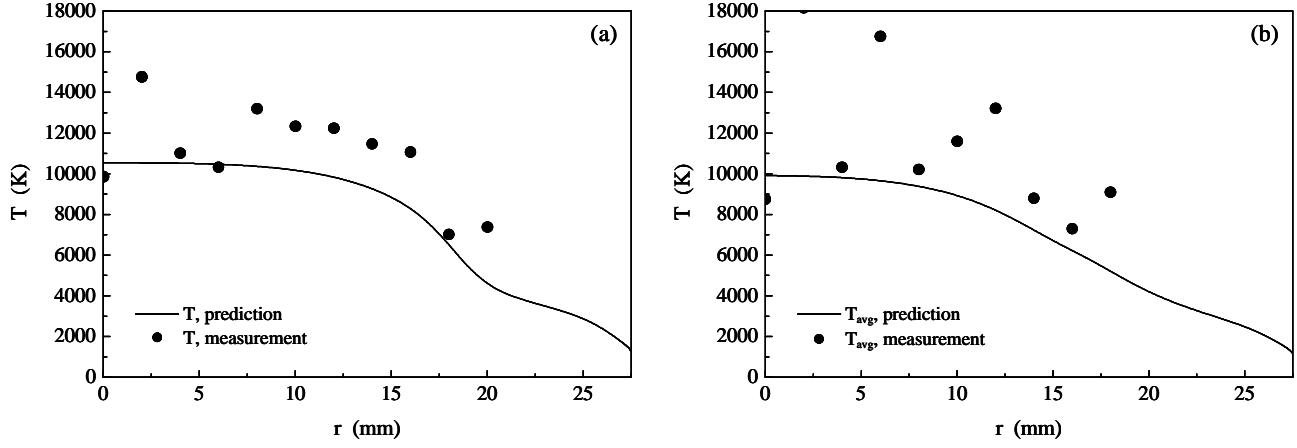 18000
16000
14000
12000
10000
8000
6000
4000
2000
0
T (K)
(a)
T, prediction
T, measurement
0 5 10 15 20 25
r (mm)
18000
16000
14000
12000
10000
8000
6000
4000
2000
0
T (K)
(b)
Tavg, prediction
Tavg, measurement
0 5 10 15 20 25
r (mm)